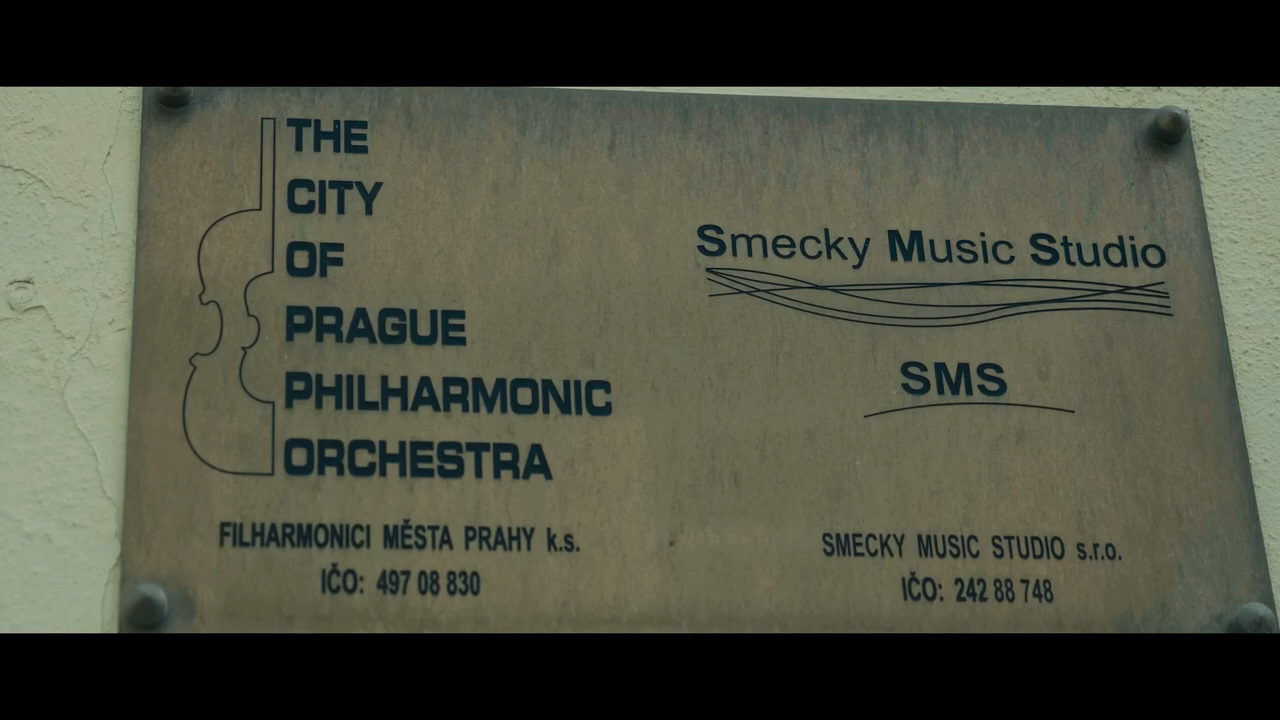 THE
CITY
OF
PRAGUE
PHILHARMONIC
ORCHESTRA
FILHARMONICI MĚSTA PRAHY k.s.
IČO: 497 08 830
Smecky Music Studio
SMS
SMECKY MUSIC STUDIO s.r.o.
IČO: 242 88 748